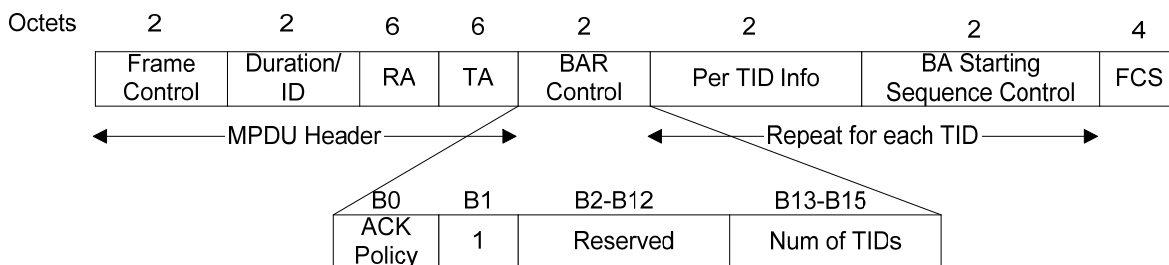 Octets 2 2 6 6 2 2 2 4
Frame Control Duration/ ID RA TA BAR Control Per TID Info BA Starting Sequence Control FCS
MPDU Header Repeat for each TID
B0 B1 B2-B12 B13-B15
ACK Policy 1 Reserved Num of TIDs